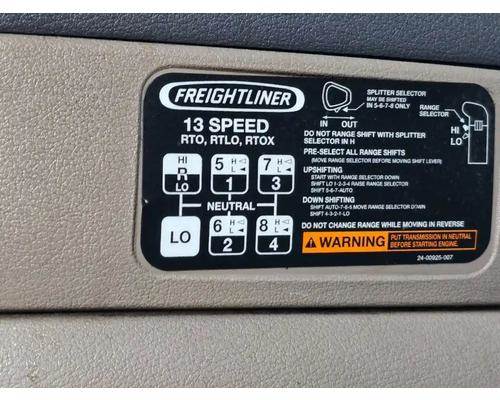 FREIGHTLINER
13 SPEED
RTO, RTLO, RTOX
HI
R
LO
5 H L
1
7 H L
3
NEUTRAL
LO
6 H L
2
8 H L
4
SPLITTER SELECTOR
MAY BE SHIFTED
IN 5-6-7-8 ONLY
RANGE
SELECTOR
HI
LO
IN OUT
DO NOT RANGE SHIFT WITH SPLITTER
SELECTOR IN H
PRE-SELECT ALL RANGE SHIFTS
(MOVE RANGE SELECTOR BEFORE MOVING SHIFT LEVER)
UPSHIFTING
START WITH RANGE SELECTOR DOWN
SHIFT LO 1-2-3-4 RAISE RANGE SELECTOR
SHIFT 5-6-7-AUTO
DOWN SHIFTING
SHIFT AUTO-7-6-5 MOVE RANGE SELECTOR DOWN
SHIFT 4-3-2-1-LO
DO NOT CHANGE RANGE WHILE MOVING IN REVERSE
WARNING
PUT TRANSMISSION IN NEUTRAL
BEFORE STARTING ENGINE.
24-00925-007